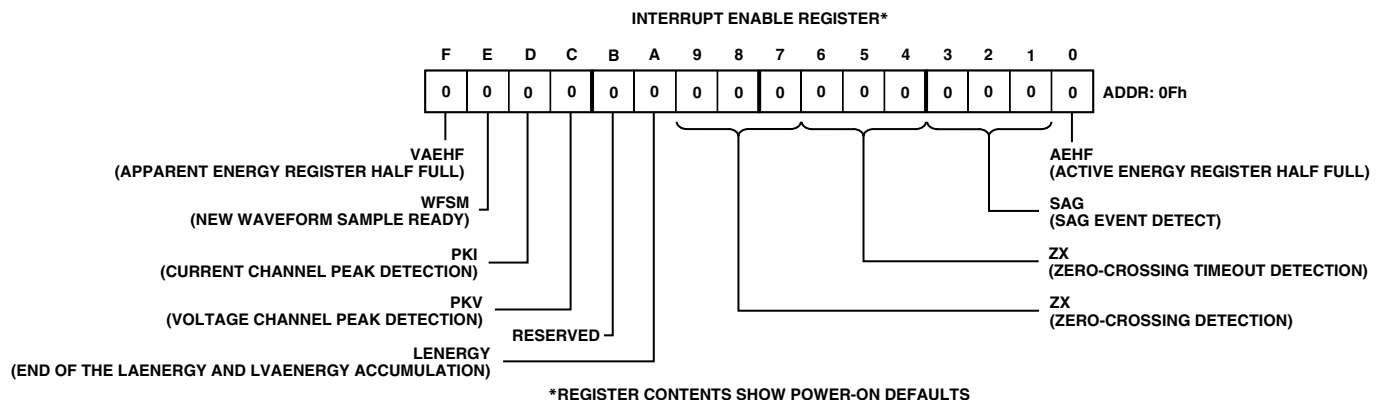 INTERRUPT ENABLE REGISTER*
F E D C B A 9 8 7 6 5 4 3 2 1 0
0 0 0 0 0 0 0 0 0 0 0 0 0 0 0 0 ADDR: 0Fh
VAEHF
(APPARENT ENERGY REGISTER HALF FULL)
WFSM
(NEW WAVEFORM SAMPLE READY)
PKI
(CURRENT CHANNEL PEAK DETECTION)
PKV
(VOLTAGE CHANNEL PEAK DETECTION)
RESERVED
LENERGY
(END OF THE LAENERGY AND LVAENERGY ACCUMULATION)
AEHF
(ACTIVE ENERGY REGISTER HALF FULL)
SAG
(SAG EVENT DETECT)
ZX
(ZERO-CROSSING TIMEOUT DETECTION)
ZX
(ZERO-CROSSING DETECTION)
*REGISTER CONTENTS SHOW POWER-ON DEFAULTS